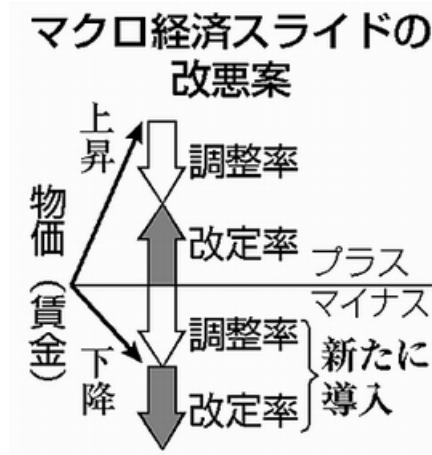 マクロ経済スライドの
改悪案
上昇
調整率
物価（賃金）
改定率
プラス
マイナス
下降
調整率
改定率
新たに
導入